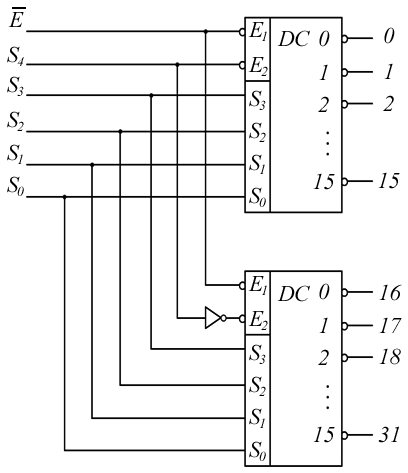 E̅
S₄
S₃
S₂
S₁
S₀
E₁ DC 0 0
E₂ 1 1
S₃ 2 2
S₂ ⋮
S₁
S₀ 15 15
E₁ DC 0 16
E₂ 1 17
S₃ 2 18
S₂ ⋮
S₁
S₀ 15 31